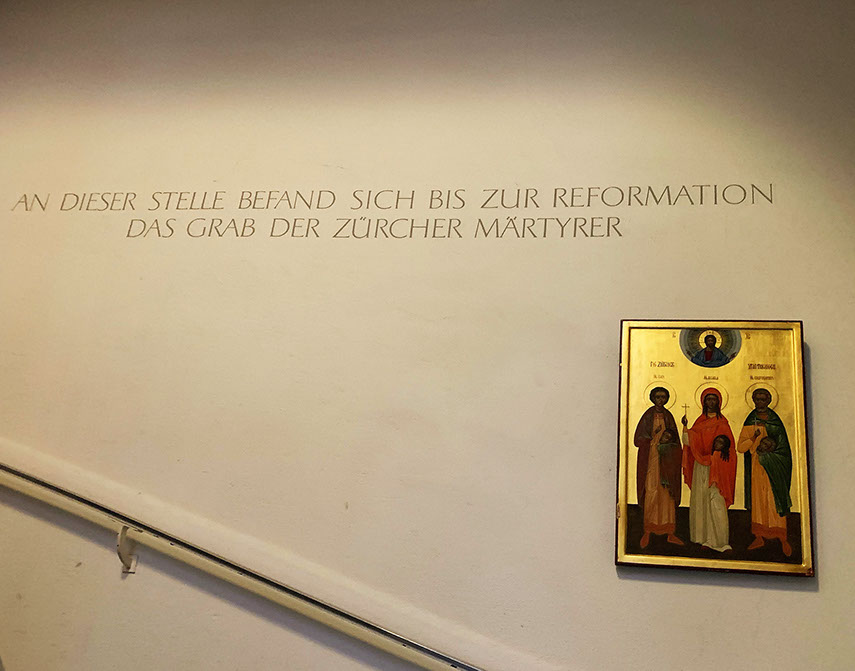 AN DIESER STELLE BEFAND SICH BIS ZUR REFORMATION
DAS GRAB DER ZÜRCHER MÄRTYRER